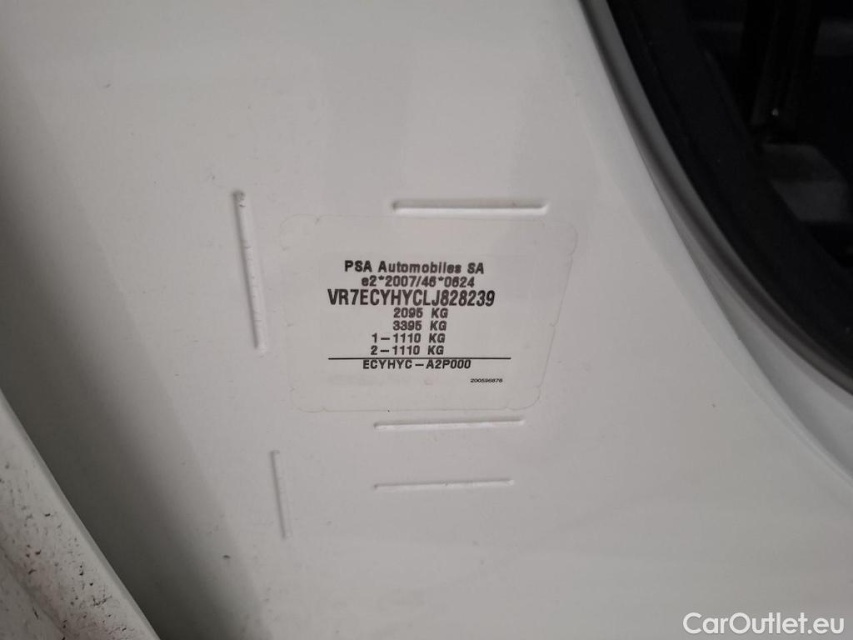 PSA Automobiles SA
e2*2007/46*0624
VR7ECYHYCLJ828239
2095 KG
3395 KG
1-1110 KG
2-1110 KG
ECYHYC-A2P000
CarOutlet.eu